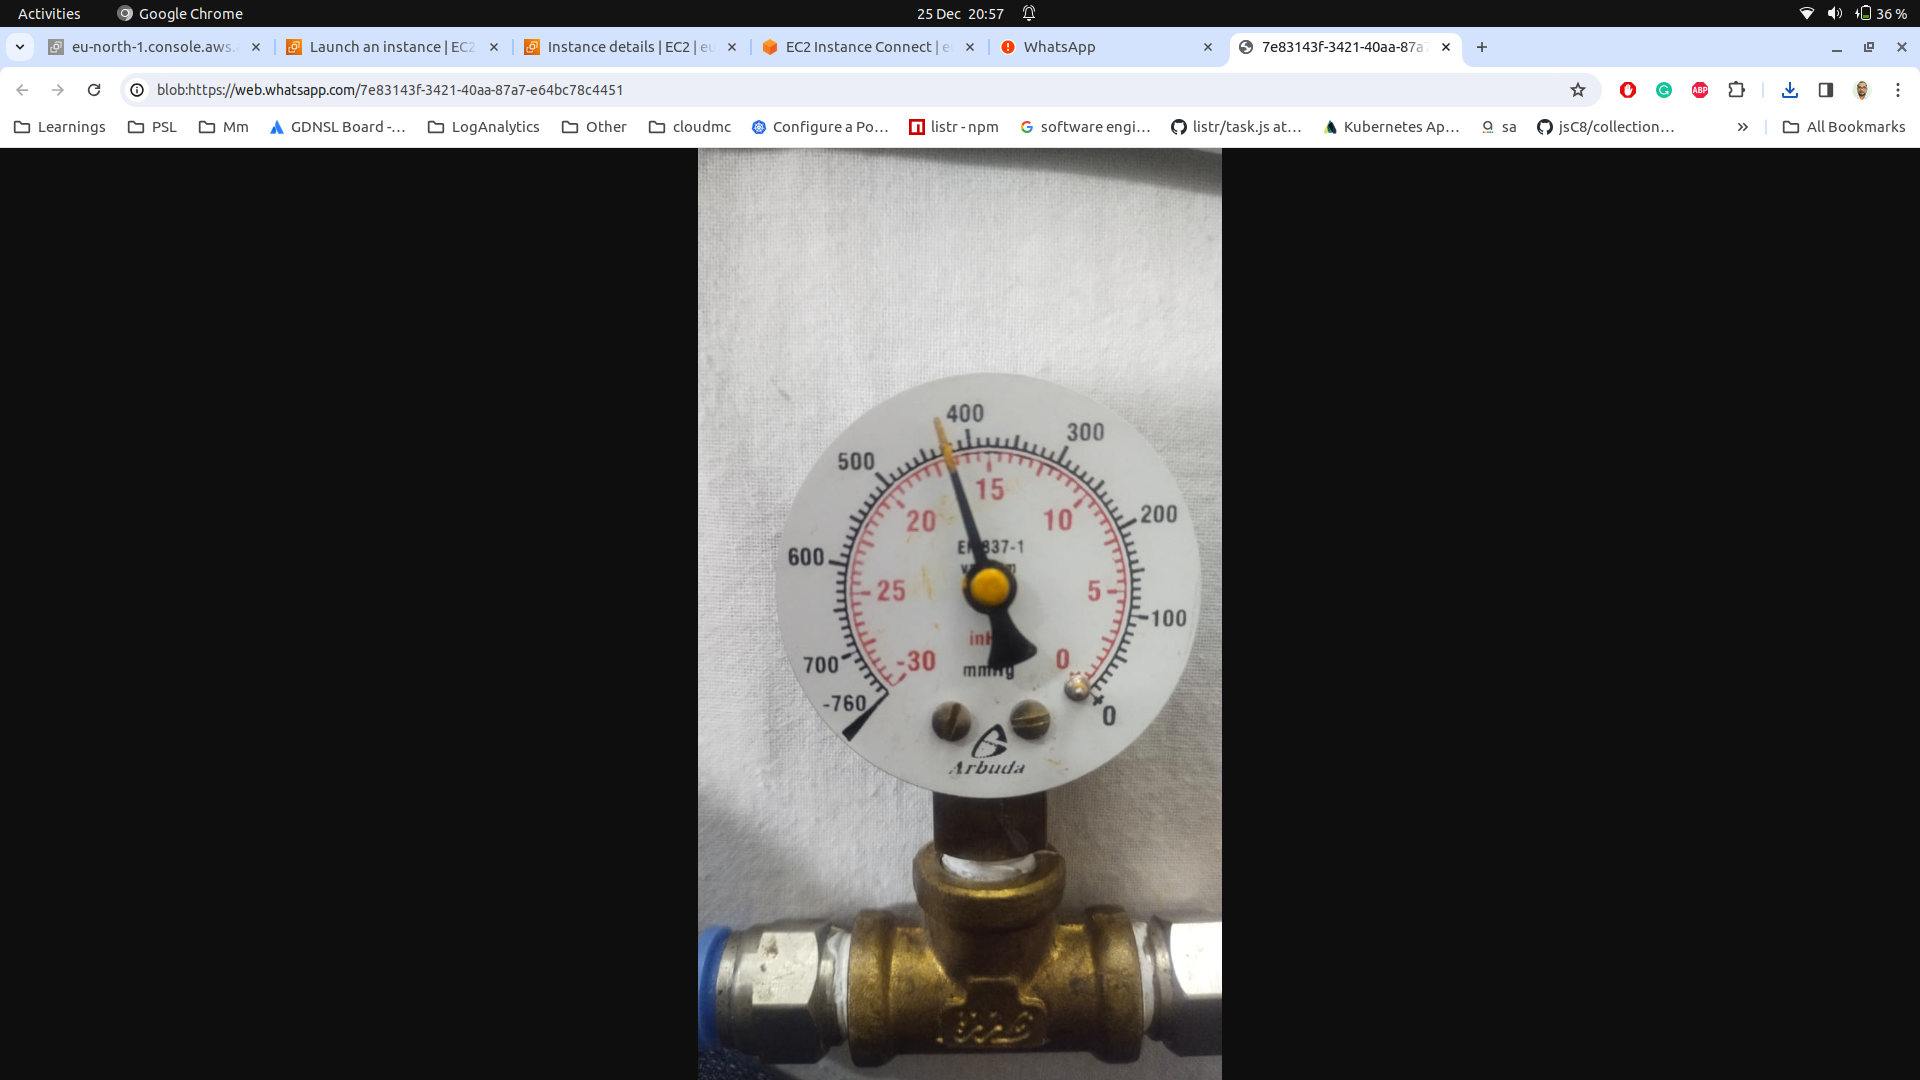 Activities
Google Chrome
25 Dec 20:57
36 %
eu-north-1.console.aws.
Launch an instance | EC2
Instance details | EC2 | eu
EC2 Instance Connect | e
WhatsApp
7e83143f-3421-40aa-87a7
blob:https://web.whatsapp.com/7e83143f-3421-40aa-87a7-e64bc78c4451
ABP
Learnings
PSL
Mm
GDNSL Board -...
LogAnalytics
Other
cloudmc
Configure a Po...
listr - npm
software engi...
listr/task.js at...
Kubernetes Ap...
sa
jsC8/collection...
»
All Bookmarks
400
300
500
15
200
20
10
837-1
600
25
5
100
700
-30
0
mmHg
-760
0
Arbuda